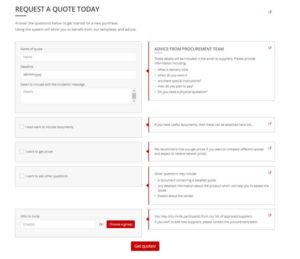 REQUEST A QUOTE TODAY
Answer the questions below to get started for a new purchase.
Using the system will allow you to benefit from our templates and advice.
Name of quote
Name
Deadline
dd/mm/yyyy
Details to include with the invitation message.
Details
ADVICE FROM PROCUREMENT TEAM
These details will be included in the email to suppliers. Please provide information including:
What is delivery time
when do you want it
are there special instructions?
How do you plan to pay?
Do you need a physical quotation?
I also need to include documents
If you have useful documents, then these can be attached here too...
I want to get prices
We recommend that you get prices if you want to compare different quotes
and expect to receive several prices.
I want to ask other questions
Other questions may include:
A document containing a detailed quote
Any detailed information about the product which will help you to assess the
quote
Details about the vendor
Who to invite
Email(s)
Or
Choose a group
You may only invite participants from our list of approved suppliers.
If you wish to add new suppliers, please contact the procurement team.
Get quotes!